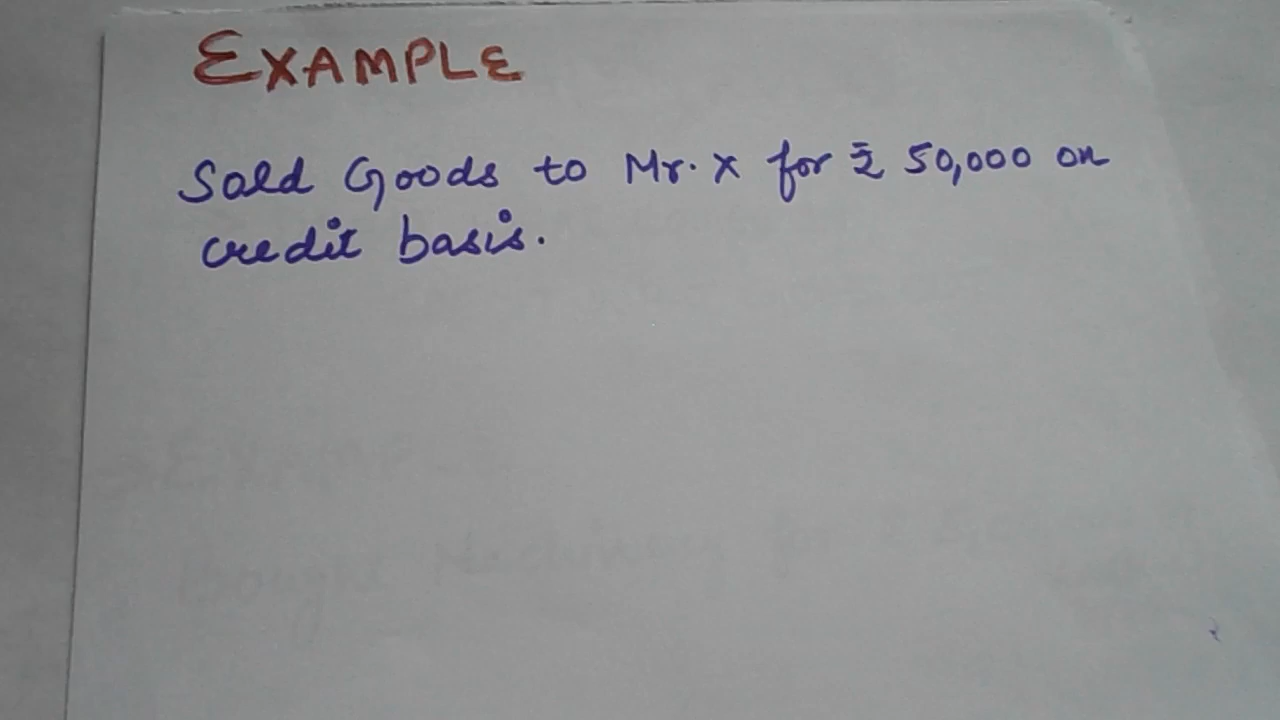 EXAMPLE
Sold Goods to Mr. X for ₹ 50,000 on
credit basis.